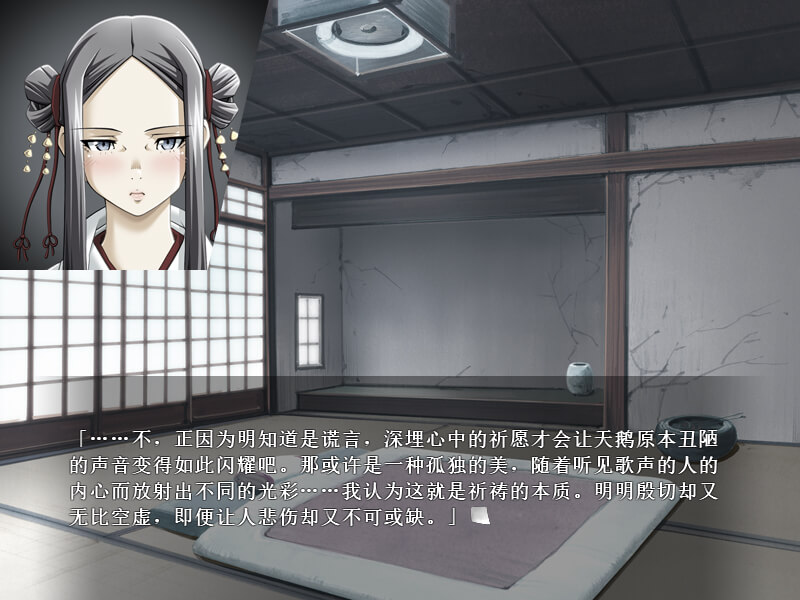 「……不，正因为明知道是谎言，深埋心中的祈愿才会让天鹅原本丑陋
的声音变得如此闪耀吧。那或许是一种孤独的美，随着听见歌声的人的
内心而放射出不同的光彩……我认为这就是祈祷的本质。明明殷切却又
无比空虚，即便让人悲伤却又不可或缺。」